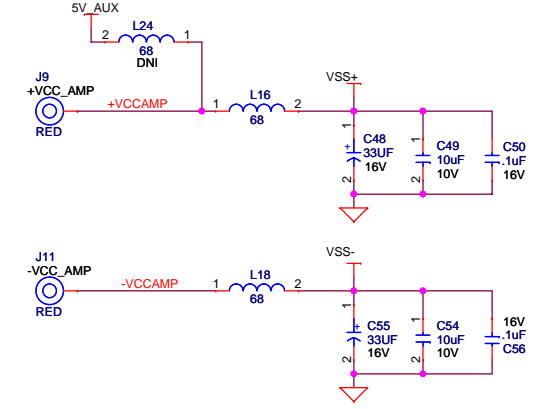 5V_AUX
L24
2
1
68
DNI
J9
+VCC_AMP
+VCCAMP
RED
1
L16
2
68
VSS+
1
+
C48
33UF
16V
2
1
C49
10uF
10V
2
C50
.1uF
16V
J11
-VCC_AMP
-VCCAMP
RED
1
L18
2
68
VSS-
1
+
C55
33UF
16V
2
1
C54
10uF
10V
2
16V
.1uF
C56